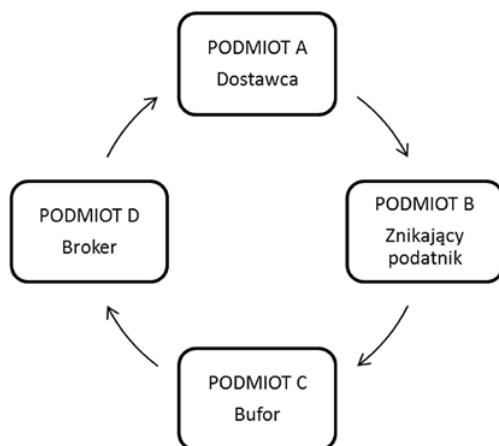 PODMIOT A
Dostawca
PODMIOT B
Znikający
podatnik
PODMIOT C
Bufor
PODMIOT D
Broker